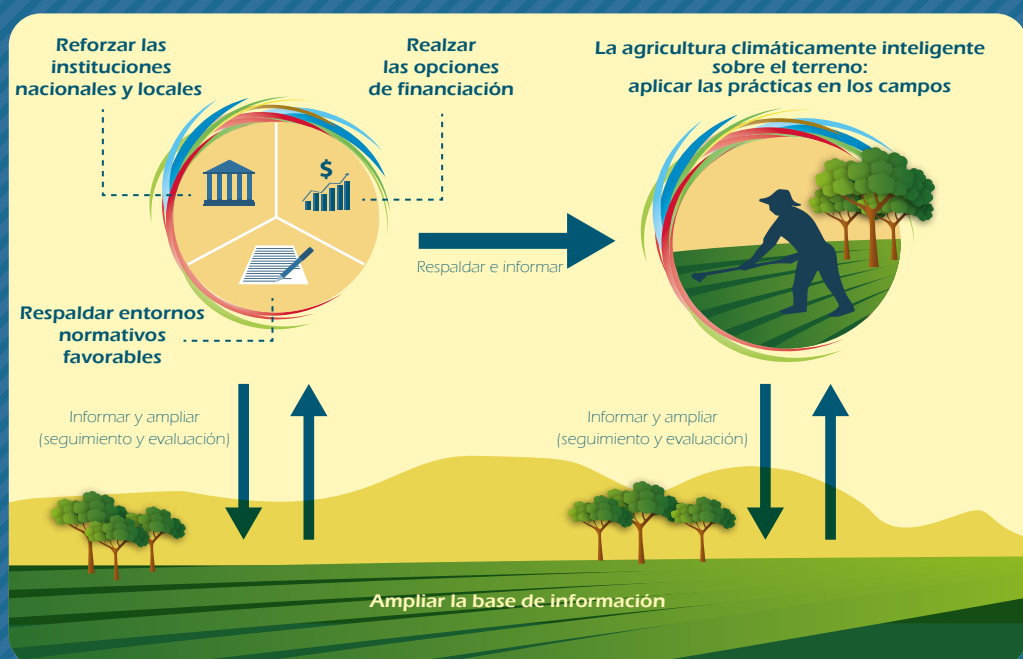 Reforzar las
instituciones
nacionales y locales
Realzar
las opciones
de financiación
La agricultura climáticamente inteligente
sobre el terreno:
aplicar las prácticas en los campos
$
Respaldar e informar
Respaldar entornos
normativos
favorables
Informar y ampliar
(seguimiento y evaluación)
Informar y ampliar
(seguimiento y evaluación)
Ampliar la base de información